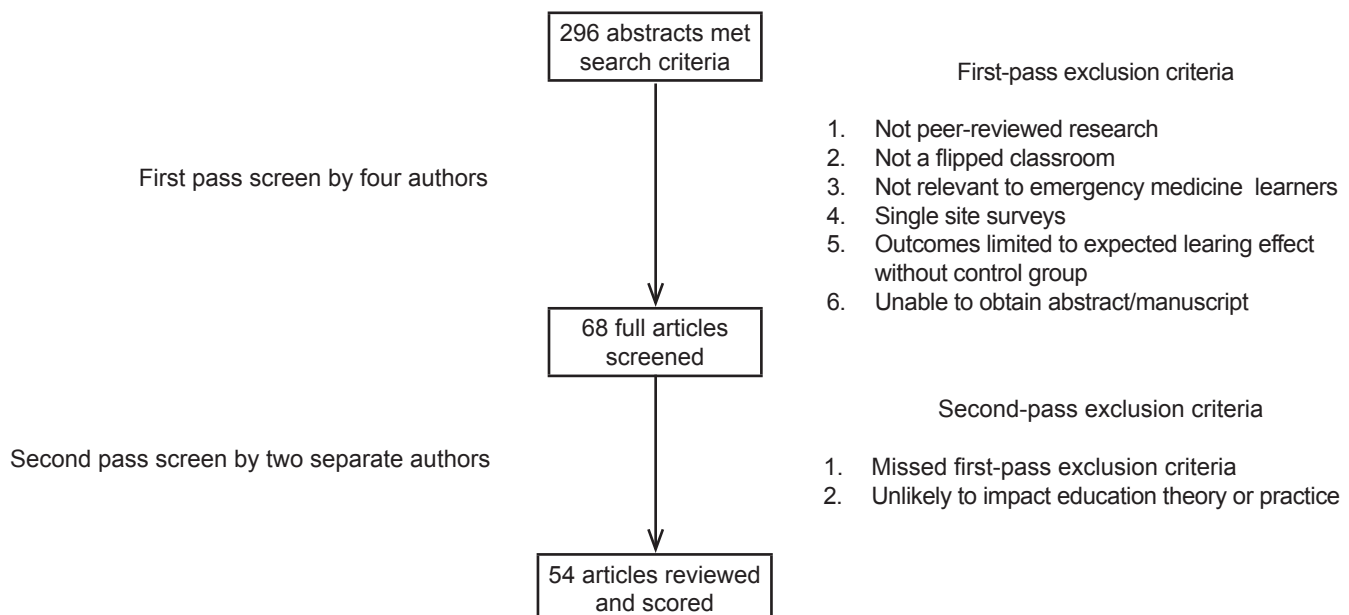 296 abstracts met
search criteria
First pass screen by four authors
First-pass exclusion criteria
1. Not peer-reviewed research
2. Not a flipped classroom
3. Not relevant to emergency medicine learners
4. Single site surveys
5. Outcomes limited to expected learing effect
without control group
6. Unable to obtain abstract/manuscript
68 full articles
screened
Second pass screen by two separate authors
Second-pass exclusion criteria
1. Missed first-pass exclusion criteria
2. Unlikely to impact education theory or practice
54 articles reviewed
and scored